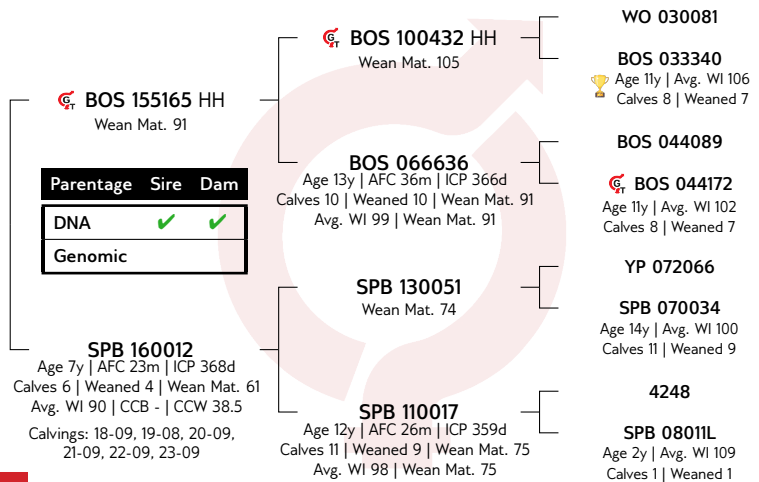 BOS 155165 HH
Wean Mat. 91
Parentage Sire Dam
DNA ✔ ✔
Genomic
SPB 160012
Age 7y | AFC 23m | ICP 368d
Calves 6 | Weaned 4 | Wean Mat. 61
Avg. WI 90 | CCB - | CCW 38.5
Calvings: 18-09, 19-08, 20-09,
21-09, 22-09, 23-09
GT BOS 100432 HH
Wean Mat. 105
BOS 066636
Age 13y | AFC 36m | ICP 366d
Calves 10 | Weaned 10 | Wean Mat. 91
Avg. WI 99 | Wean Mat. 91
SPB 130051
Wean Mat. 74
SPB 110017
Age 12y | AFC 26m | ICP 359d
Calves 11 | Weaned 9 | Wean Mat. 75
Avg. WI 98 | Wean Mat. 75
WO 030081
BOS 033340
Age 11y | Avg. WI 106
Calves 8 | Weaned 7
BOS 044089
GT BOS 044172
Age 11y | Avg. WI 102
Calves 8 | Weaned 7
YP 072066
SPB 070034
Age 14y | Avg. WI 100
Calves 11 | Weaned 9
4248
SPB 08011L
Age 2y | Avg. WI 109
Calves 1 | Weaned 1